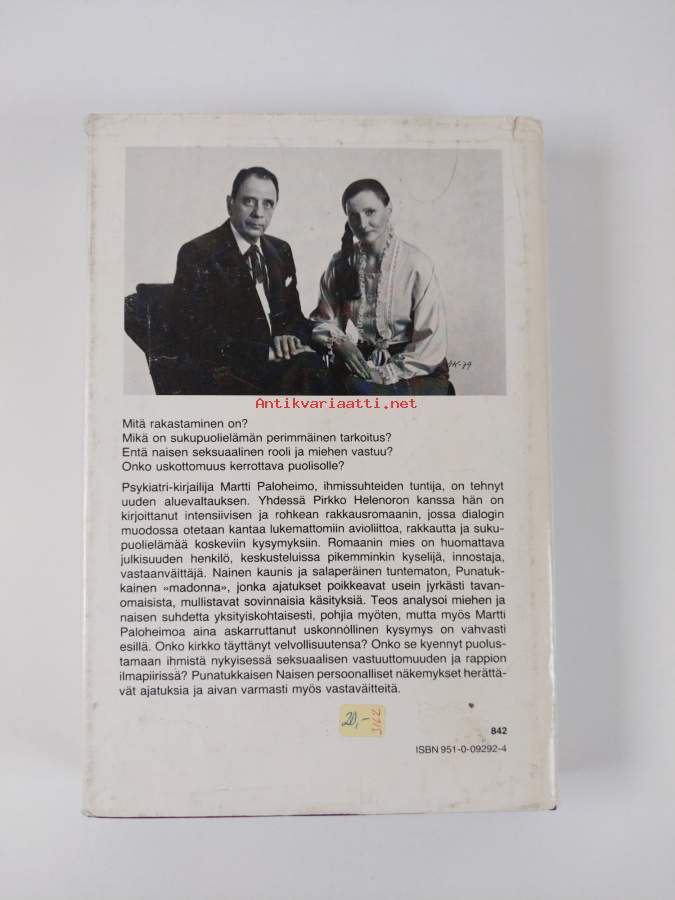 HK-79
Antikvariaatti.net
Mitä rakastaminen on?
Mikä on sukupuolielämän perimmäinen tarkoitus?
Entä naisen seksuaalinen rooli ja miehen vastuu?
Onko uskottomuus kerrottava puolisolle?
Psykiatri-kirjailija Martti Paloheimo, ihmissuhteiden tuntija, on tehnyt
uuden aluevaltauksen. Yhdessä Pirkko Helenoron kanssa hän on
kirjoittanut intensiivisen ja rohkean rakkausromaanin, jossa dialogin
muodossa otetaan kantaa lukemattomiin avioliittoa, rakkautta ja suku-
puolielämää koskeviin kysymyksiin. Romaanin mies on huomattava
julkisuuden henkilö, keskusteluissa pikemminkin kyselijä, innostaja,
vastaanväittäjä. Nainen kaunis ja salaperäinen tuntematon, Punatuk-
kainen »madonna», jonka ajatukset poikkeavat usein jyrkästi tavan-
omaisista, mullistavat sovinnaisia käsityksiä. Teos analysoi miehen ja
naisen suhdetta yksityiskohtaisesti, pohjia myöten, mutta myös Martti
Paloheimoa aina askarruttanut uskonnollinen kysymys on vahvasti
esillä. Onko kirkko täyttänyt velvollisuutensa? Onko se kyennyt puolus-
tamaan ihmistä nykyisessä seksuaalisen vastuuttomuuden ja rappion
ilmapiirissä? Punatukkaisen Naisen persoonalliset näkemykset herättä-
vät ajatuksia ja aivan varmasti myös vastaväitteitä.
20,-
3162
842
ISBN 951-0-09292-4